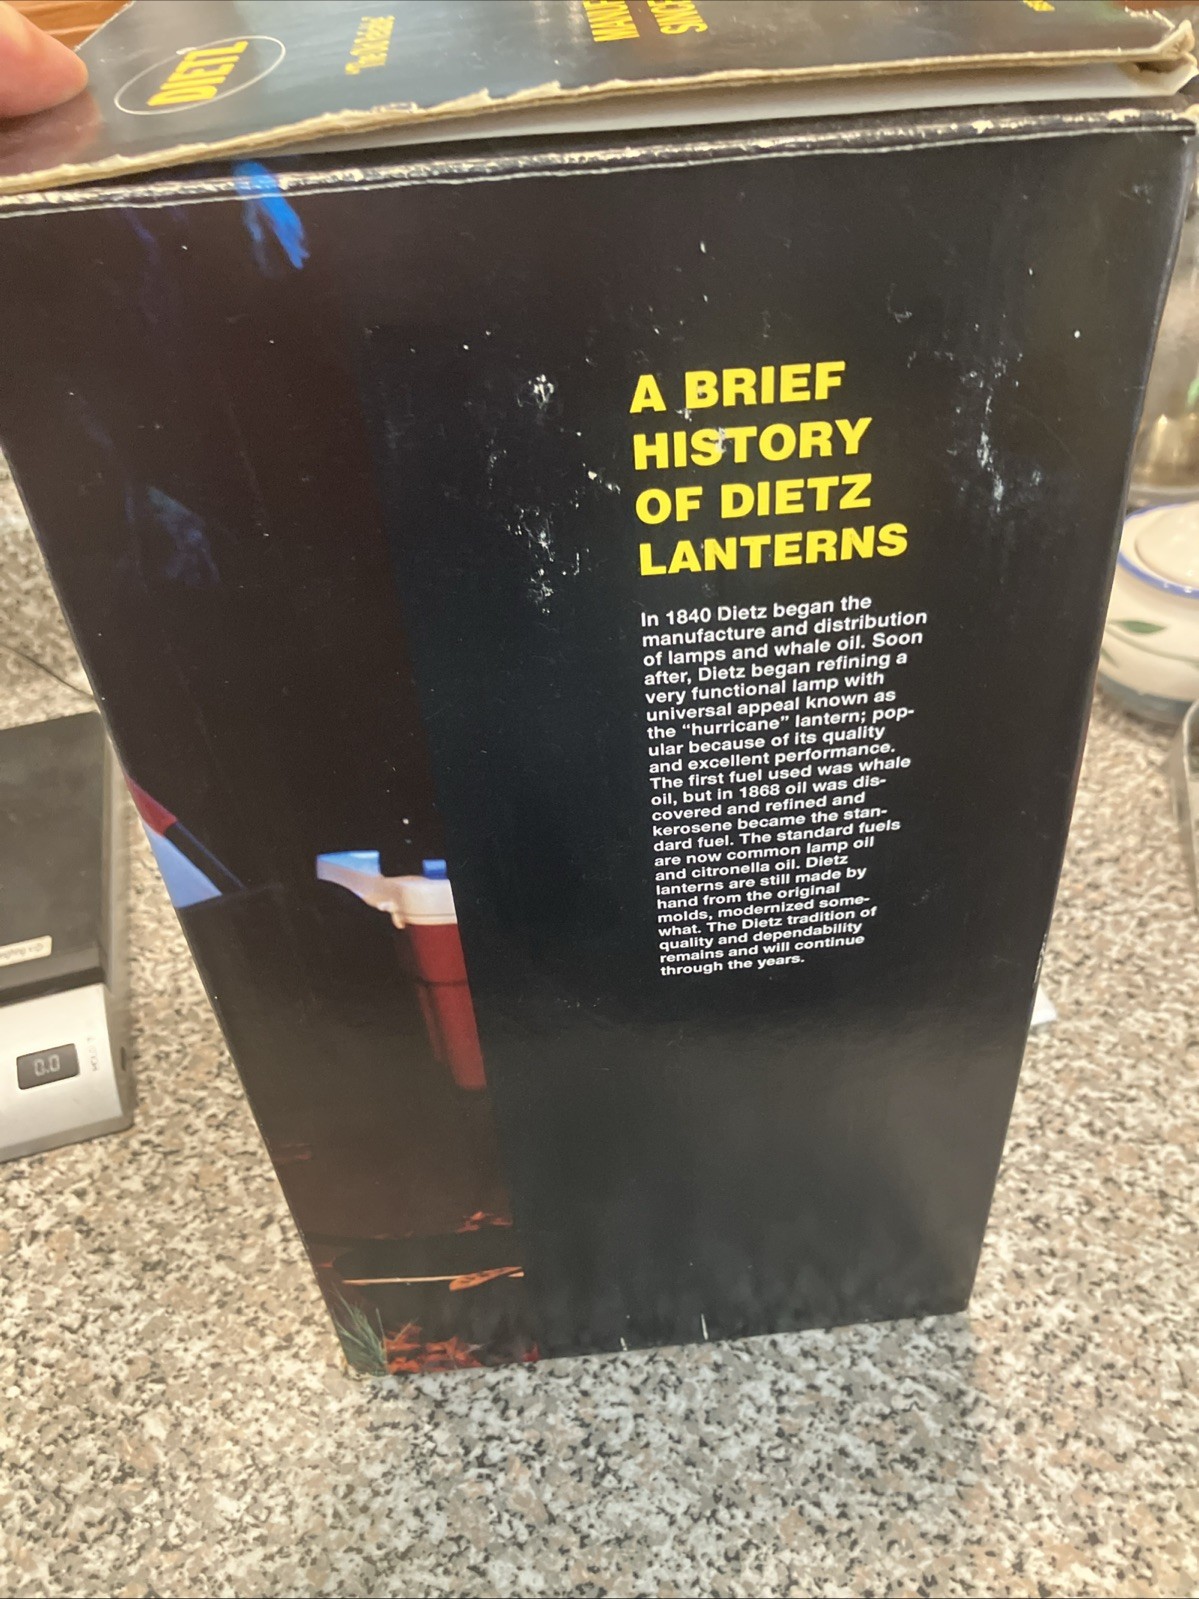 DIETZ
"The Old Reliable"
SINCE
A BRIEF
HISTORY
OF DIETZ
LANTERNS
In 1840 Dietz began the
manufacture and distribution
of lamps and whale oil. Soon
after, Dietz began refining a
very functional lamp with
universal appeal known as
the “hurricane” lantern; pop-
ular because of its quality
and excellent performance.
The first fuel used was whale
oil, but in 1868 oil was dis-
covered and refined and
kerosene became the stan-
dard fuel. The standard fuels
are now common lamp oil
and citronella oil. Dietz
lanterns are still made by
hand from the original
molds, modernized some-
what. The Dietz tradition of
quality and dependability
remains and will continue
through the years.
0.0